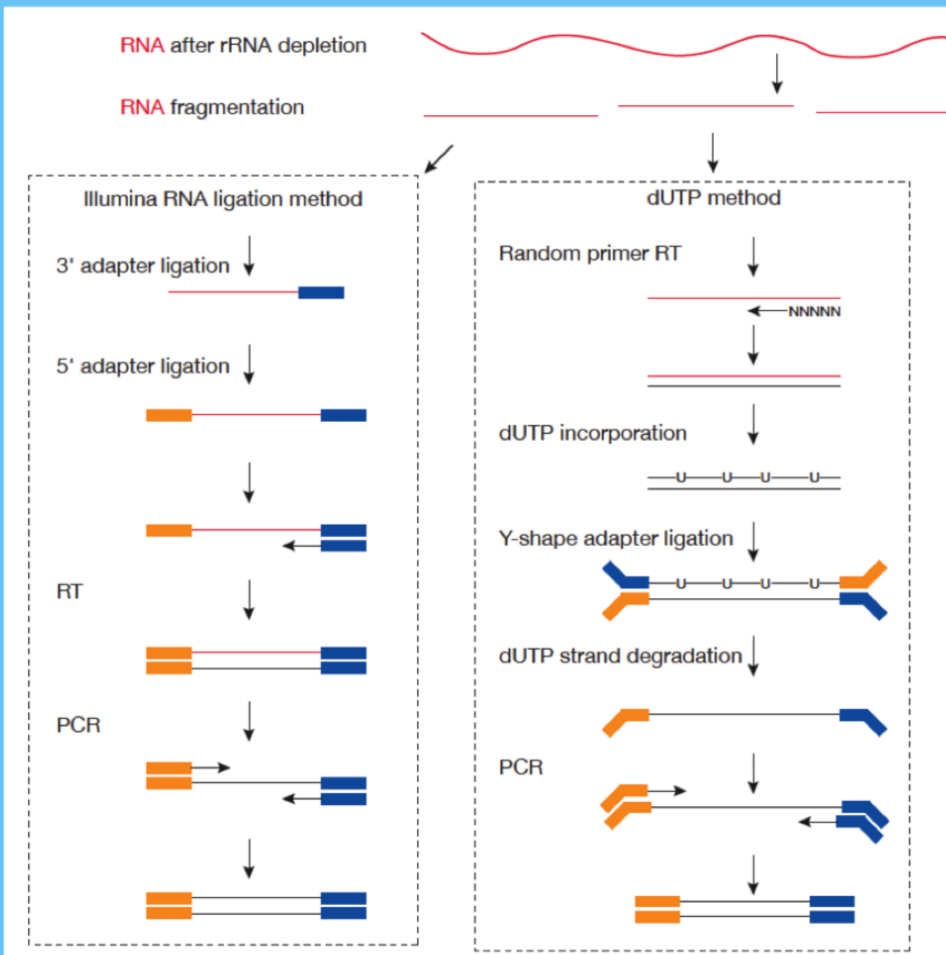 RNA after rRNA depletion
RNA fragmentation
Illumina RNA ligation method
3' adapter ligation
5' adapter ligation
RT
PCR
dUTP method
Random primer RT
NNNNN
dUTP incorporation
U U U U
Y-shape adapter ligation
U U U U
dUTP strand degradation
PCR